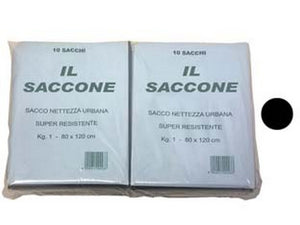 10 SACCHI
IL
SACCONE
SACCO NETTEZZA URBANA
SUPER RESISTENTE
Kg. 1 - 80 x 120 cm
10 SACCHI
IL
SACCONE
SACCO NETTEZZA URBANA
SUPER RESISTENTE
Kg. 1 - 80 x 120 cm